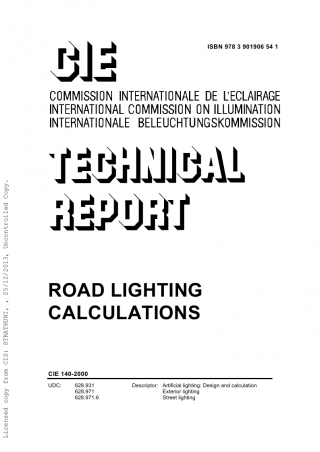 ISBN 978 3 901906 54 1
CIE
COMMISSION INTERNATIONALE DE L'ECLAIRAGE
INTERNATIONAL COMMISSION ON ILLUMINATION
INTERNATIONALE BELEUCHTUNGSKOMMISSION
TECHNICAL
REPORT
ROAD LIGHTING
CALCULATIONS
CIE 140-2000
UDC: 628.931 Descriptor: Artificial lighting: Design and calculation
628.971 Exterior lighting
628.971.6 Street lighting
Licensed copy from CIS: STRATHUNI, , 25/12/2013, Uncontrolled Copy.